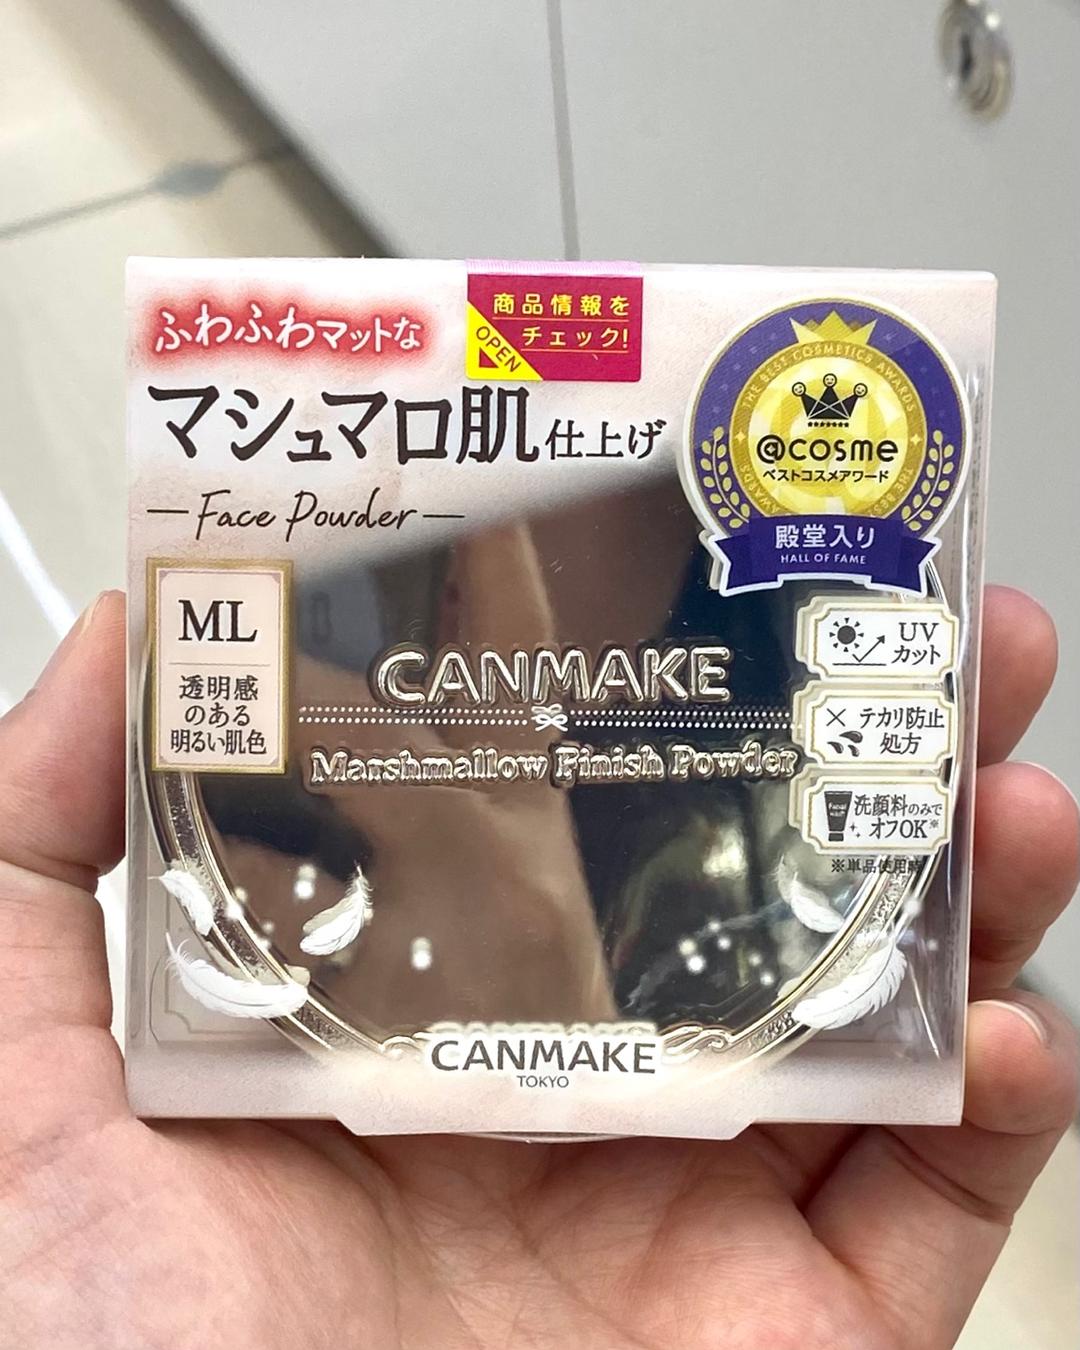 ふわふわマットな
マシュマロ肌仕上げ
Face Powder
商品情報を
チェック!
OPEN
THE BEST COSMETICS AWARDS
@cosme
ベストコスメアワード
殿堂入り
HALL OF FAME
ML
透明感
のある
明るい肌色
CANMAKE
Marshmallow Finish Powder
UV
カット
テカリ防止
処方
洗顔料のみで
オフOK※
※単品使用時
CANMAKE
TOKYO